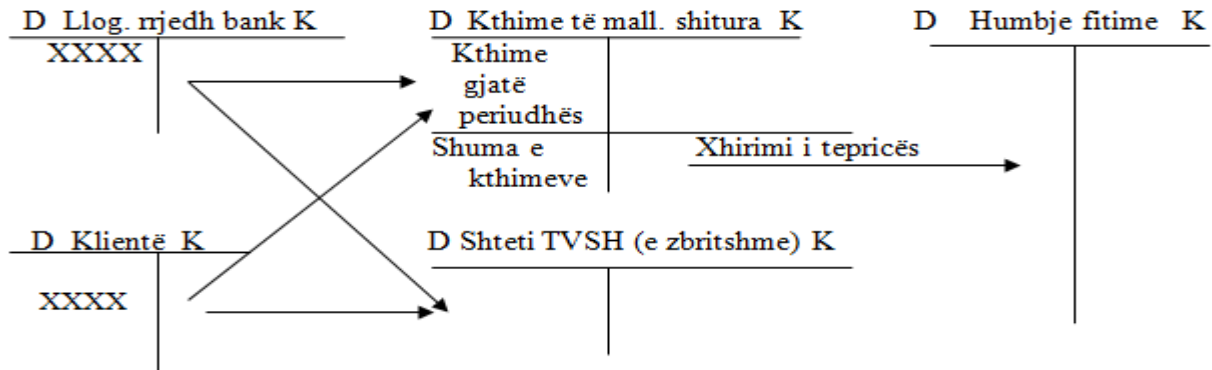 D Llog. rrjedh bank K
XXXX
D Kthime të mall. shitura K
Kthime
gjatë
periudhës
Shuma e
kthimeve
Xhirimi i tepricës
D Humbje fitime K
D Klientë K
XXXX
D Shteti TVSH (e zbritshme) K